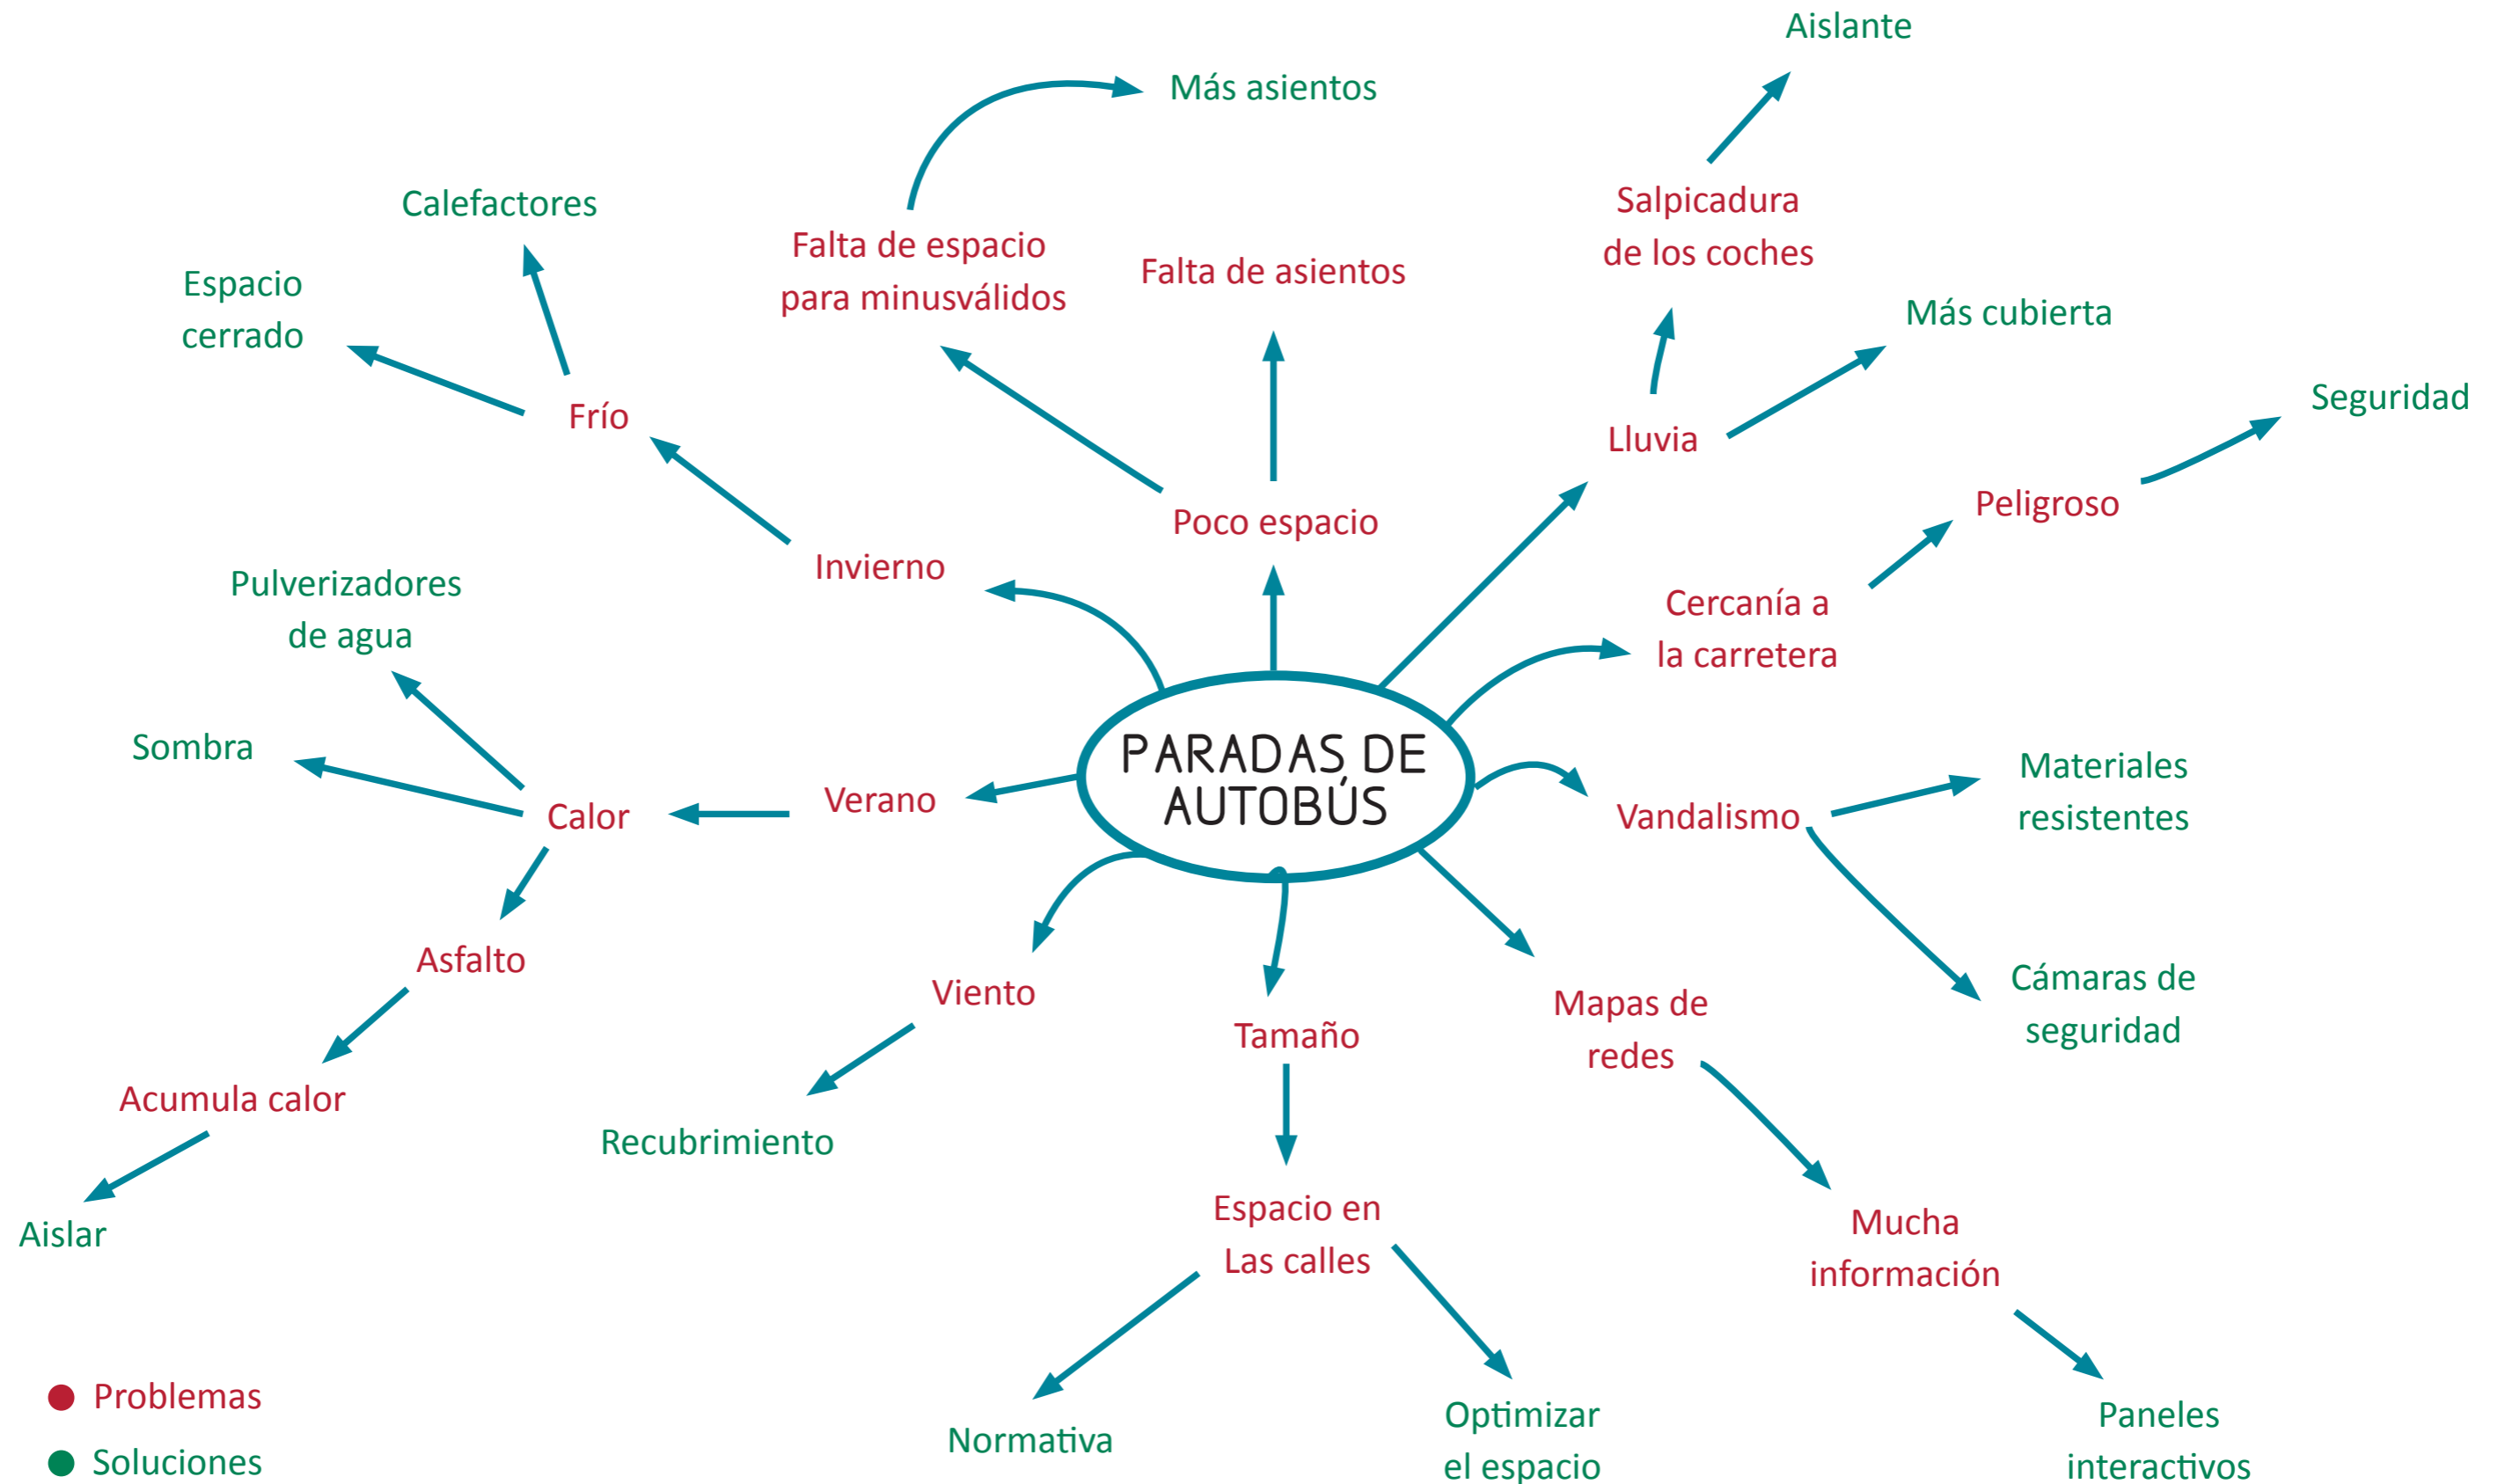 Aislante
Más asientos
Calefactores
Salpicadura
de los coches
Falta de espacio
para minusválidos
Falta de asientos
Espacio
cerrado
Más cubierta
Seguridad
Frío
Lluvia
Peligroso
Poco espacio
Invierno
Pulverizadores
de agua
Cercanía a
la carretera
Sombra
PARADAS DE
AUTOBÚS
Verano
Calor
Vandalismo
Materiales
resistentes
Asfalto
Viento
Tamaño
Mapas de
redes
Cámaras de
seguridad
Acumula calor
Recubrimiento
Aislar
Espacio en
Las calles
Mucha
información
Normativa
Optimizar
el espacio
Paneles
interactivos
Problemas
Soluciones